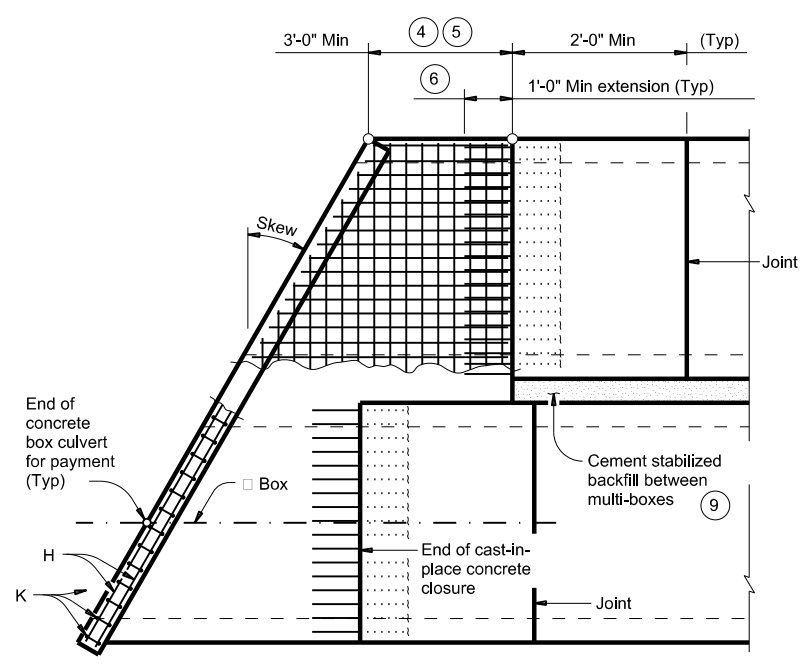 3'-0" Min
4 5
2'-0" Min
(Typ)
6
1'-0" Min extension (Typ)
Skew
Joint
End of
concrete
box culvert
for payment
(Typ)
□ Box
Cement stabilized
backfill between
multi-boxes
9
H
End of cast-in-
place concrete
closure
K
Joint